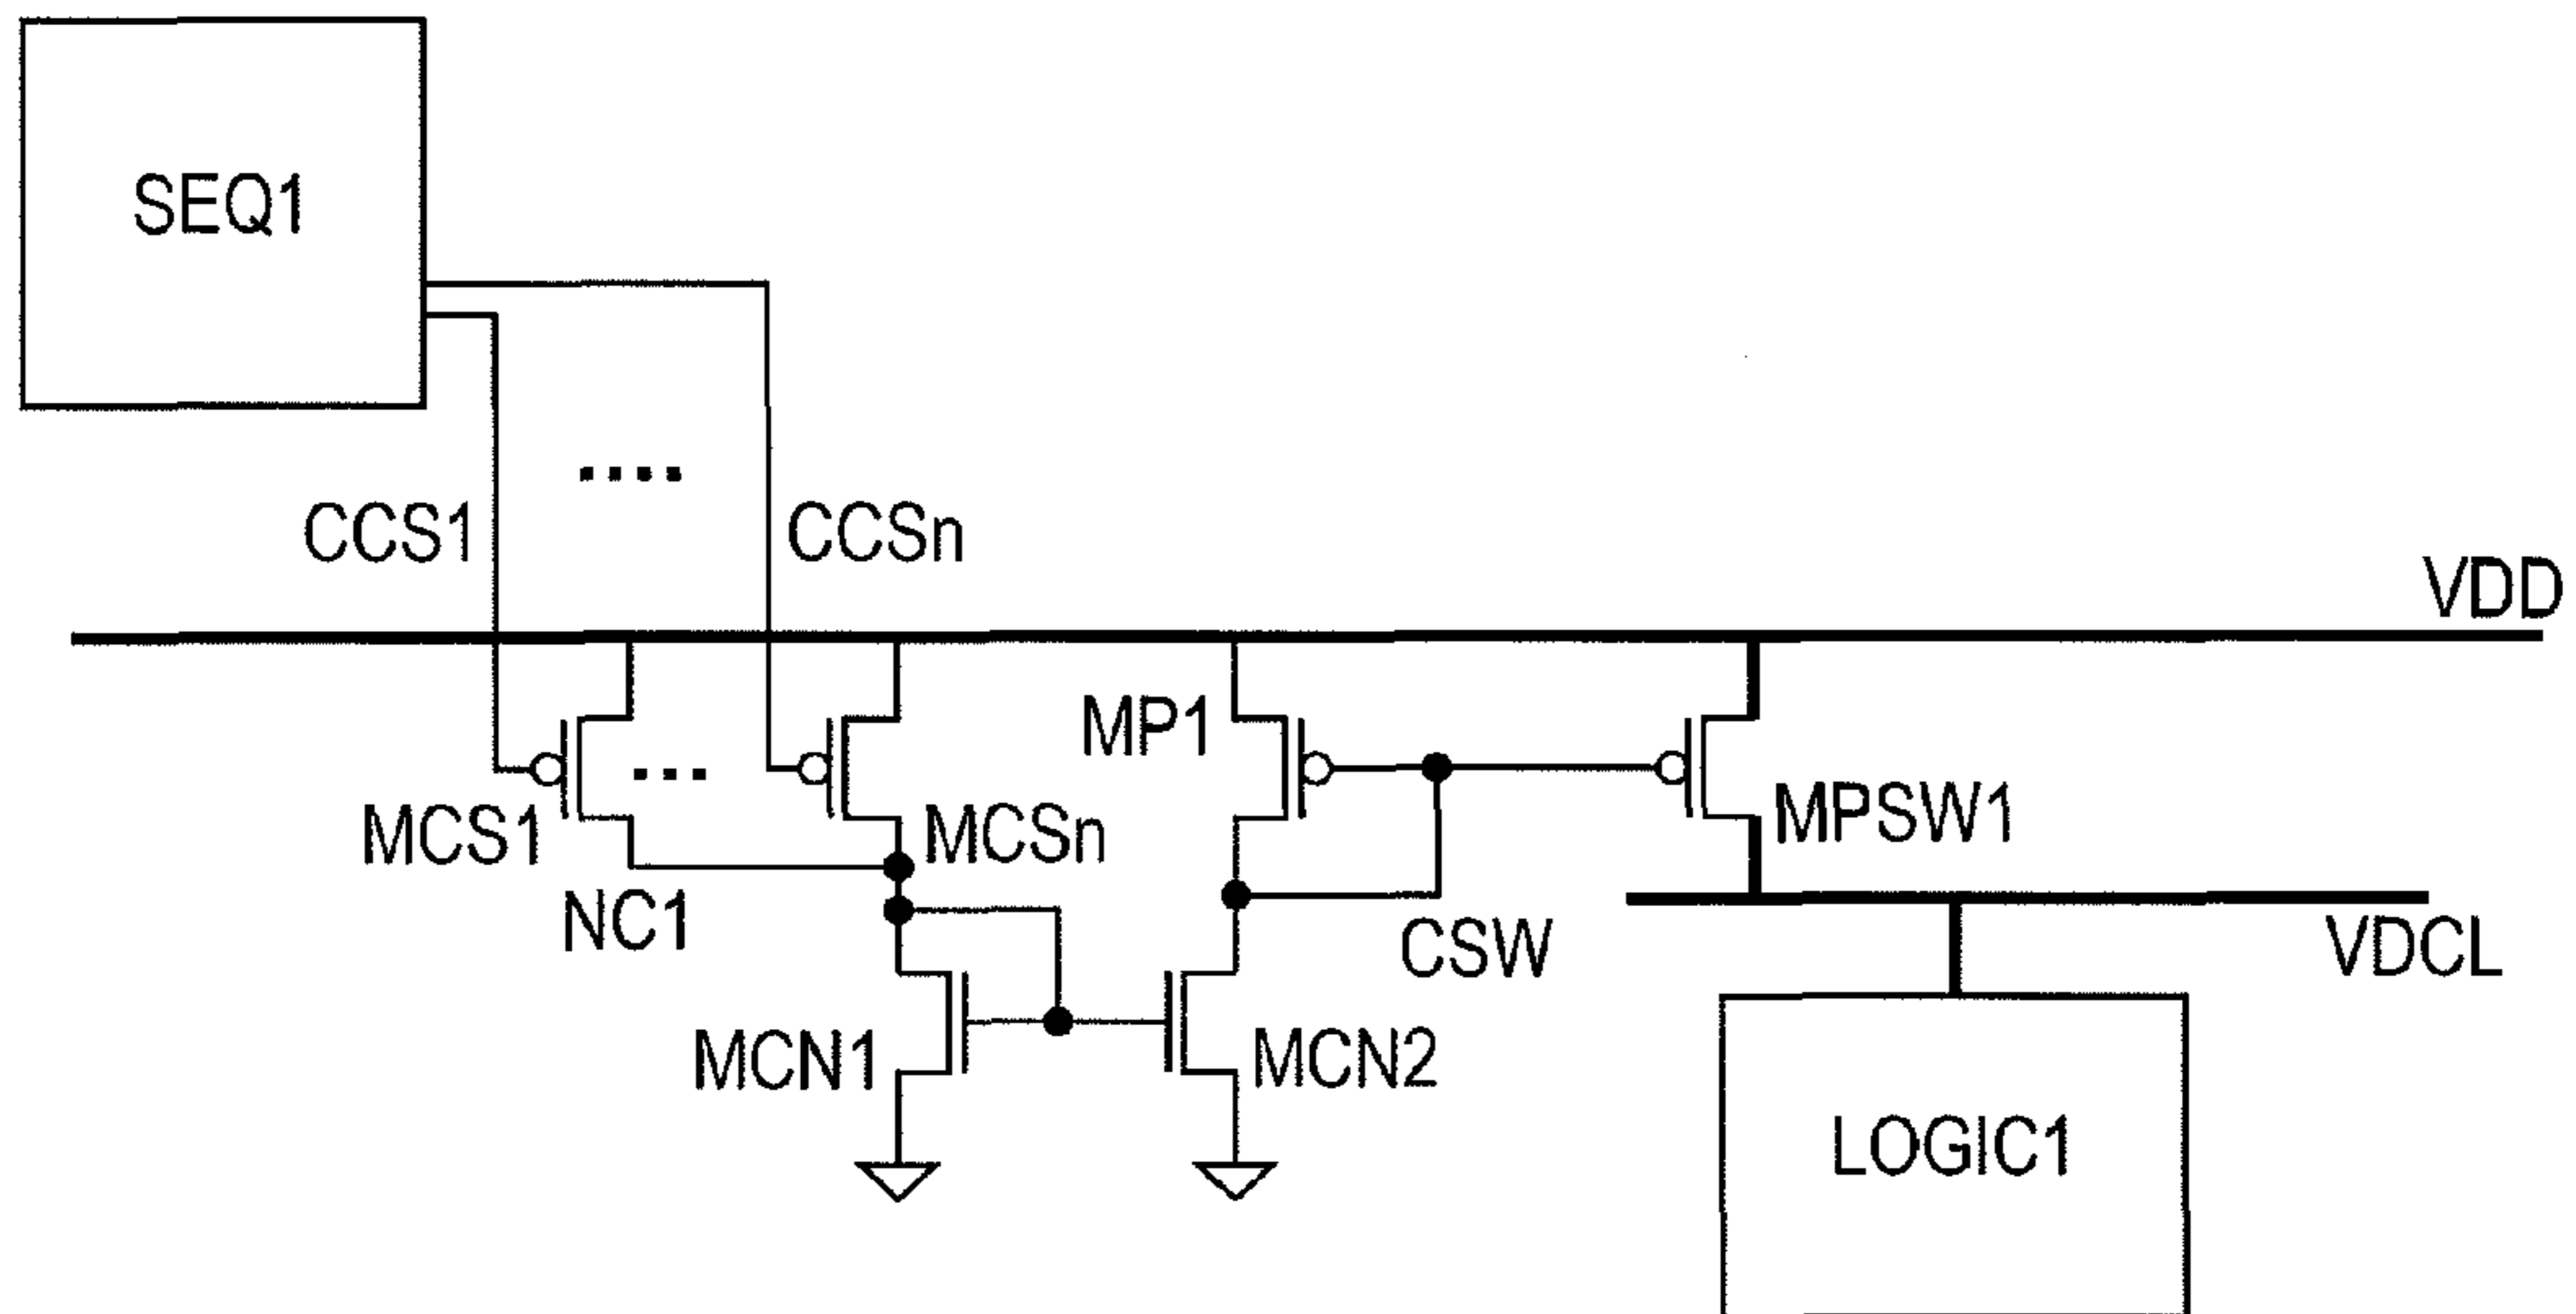 SEQ1
....
CCS1
CCSn
VDD
MP1
...
MCS1
MCSn
MPSW1
NC1
CSW
VDCL
MCN1
MCN2
LOGIC1